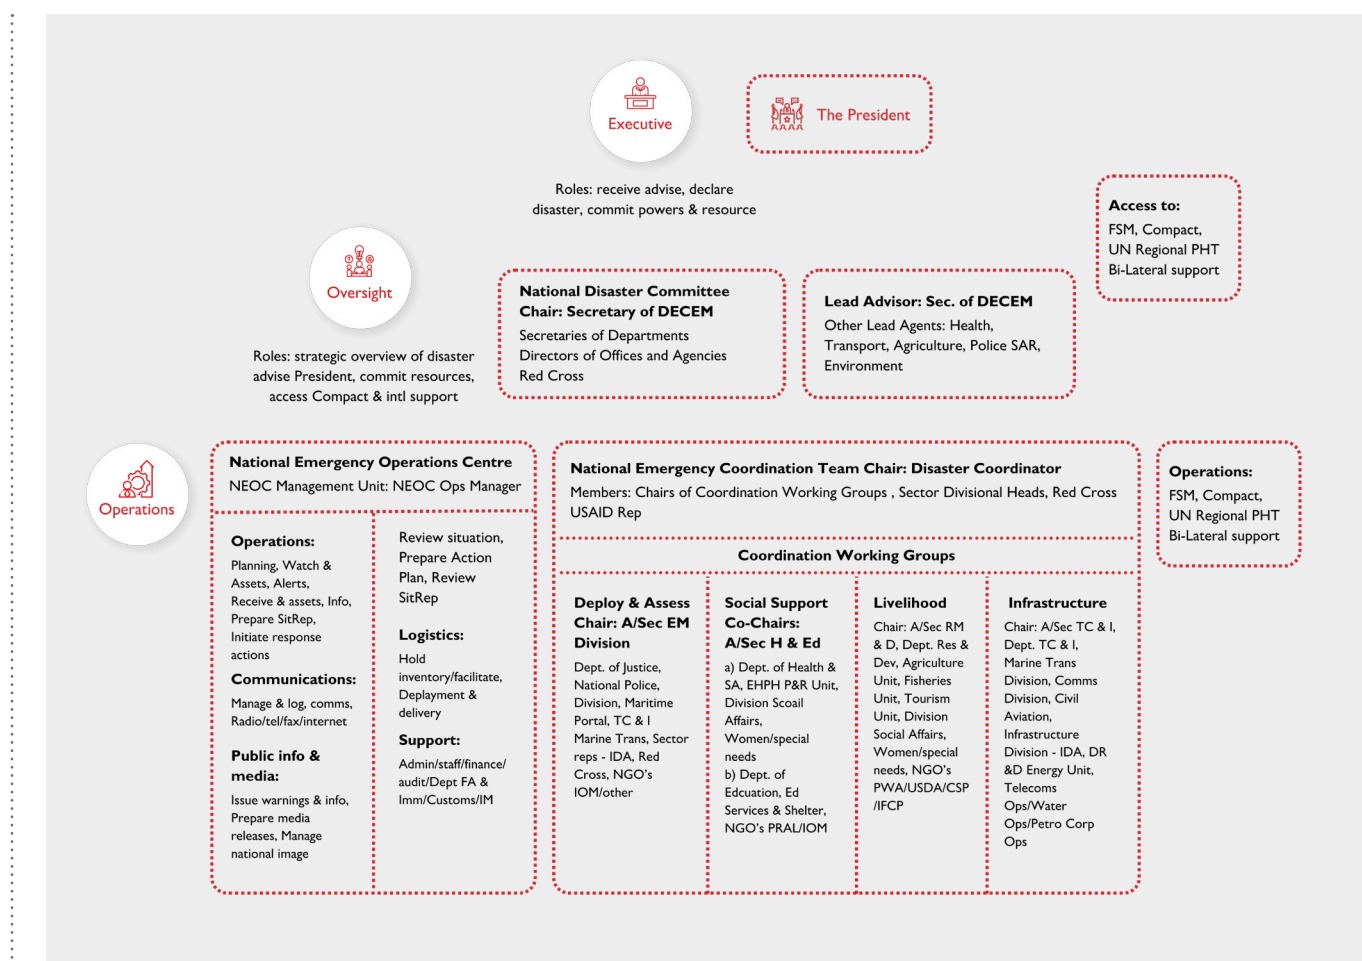 Executive
The President
Roles: receive advise, declare
disaster, commit powers & resource
Access to:
FSM, Compact,
UN Regional PHT
Bi-Lateral support
Oversight
Roles: strategic overview of disaster
advise President, commit resources,
access Compact & intl support
National Disaster Committee
Chair: Secretary of DECEM
Secretaries of Departments
Directors of Offices and Agencies
Red Cross
Lead Advisor: Sec. of DECEM
Other Lead Agents: Health,
Transport, Agriculture, Police SAR,
Environment
Operations
National Emergency Operations Centre
NEOC Management Unit: NEOC Ops Manager
Operations:
Planning, Watch &
Assets, Alerts,
Receive & assets, Info,
Prepare SitRep,
Initiate response
actions
Communications:
Manage & log, comms,
Radio/tel/fax/internet
Public info &
media:
Issue warnings & info,
Prepare media
releases, Manage
national image
Review situation,
Prepare Action
Plan, Review
SitRep
Logistics:
Hold
inventory/facilitate,
Deplayment &
delivery
Support:
Admin/staff/finance/
audit/Dept FA &
Imm/Customs/IM
National Emergency Coordination Team Chair: Disaster Coordinator
Members: Chairs of Coordination Working Groups , Sector Divisional Heads, Red Cross
USAID Rep
Coordination Working Groups
Deploy & Assess
Chair: A/Sec EM
Division
Dept. of Justice,
National Police,
Division, Maritime
Portal, TC & I
Marine Trans, Sector
reps - IDA, Red
Cross, NGO's
IOM/other
Social Support
Co-Chairs:
A/Sec H & Ed
a) Dept. of Health &
SA, EHPH P&R Unit,
Division Scoail
Affairs,
Women/special
needs
b) Dept. of
Edcuation, Ed
Services & Shelter,
NGO's PRAL/IOM
Livelihood
Chair: A/Sec RM
& D, Dept. Res &
Dev, Agriculture
Unit, Fisheries
Unit, Tourism
Unit, Division
Social Affairs,
Women/special
needs, NGO's
PWA/USDA/CSP
/IFCP
Infrastructure
Chair: A/Sec TC & I,
Dept. TC & I,
Marine Trans
Division, Comms
Division, Civil
Aviation,
Infrastructure
Division - IDA, DR
&D Energy Unit,
Telecoms
Ops/Water
Ops/Petro Corp
Ops
Operations:
FSM, Compact,
UN Regional PHT
Bi-Lateral support